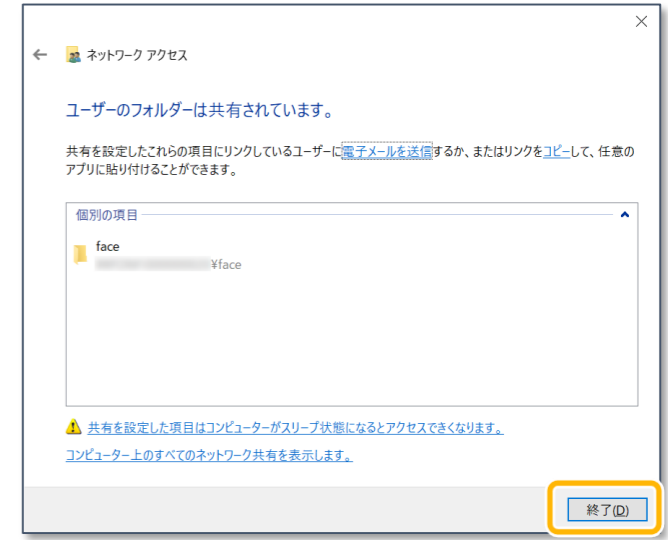 ネットワーク アクセス
ユーザーのフォルダーは共有されています。
共有を設定したこれらの項目にリンクしているユーザーに電子メールを送信するか、またはリンクをコピーして、任意の
アプリに貼り付けることができます。
個別の項目
face
¥face
共有を設定した項目はコンピューターがスリープ状態になるとアクセスできくなります。
コンピューター上のすべてのネットワーク共有を表示します。
終了(D)